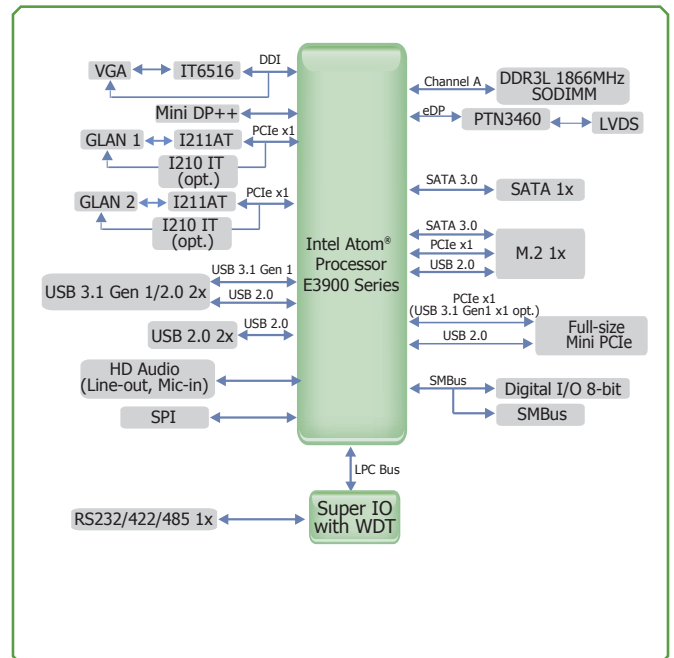 DDI
VGA
IT6516
Mini DP++
PCIe x1
GLAN 1
I211AT
I210 IT
(opt.)
PCIe x1
GLAN 2
I211AT
I210 IT
(opt.)
USB 3.1 Gen 1
USB 3.1 Gen 1/2.0 2x
USB 2.0
USB 2.0
USB 2.0 2x
HD Audio
(Line-out, Mic-in)
SPI
Intel Atom®
Processor
E3900 Series
Channel A
DDR3L 1866MHz
SODIMM
eDP
PTN3460
LVDS
SATA 3.0
SATA 1x
SATA 3.0
PCIe x1
USB 2.0
M.2 1x
PCIe x1
(USB 3.1 Gen1 x1 opt.)
USB 2.0
Full-size
Mini PCIe
SMBus
Digital I/O 8-bit
SMBus
LPC Bus
RS232/422/485 1x
Super IO
with WDT